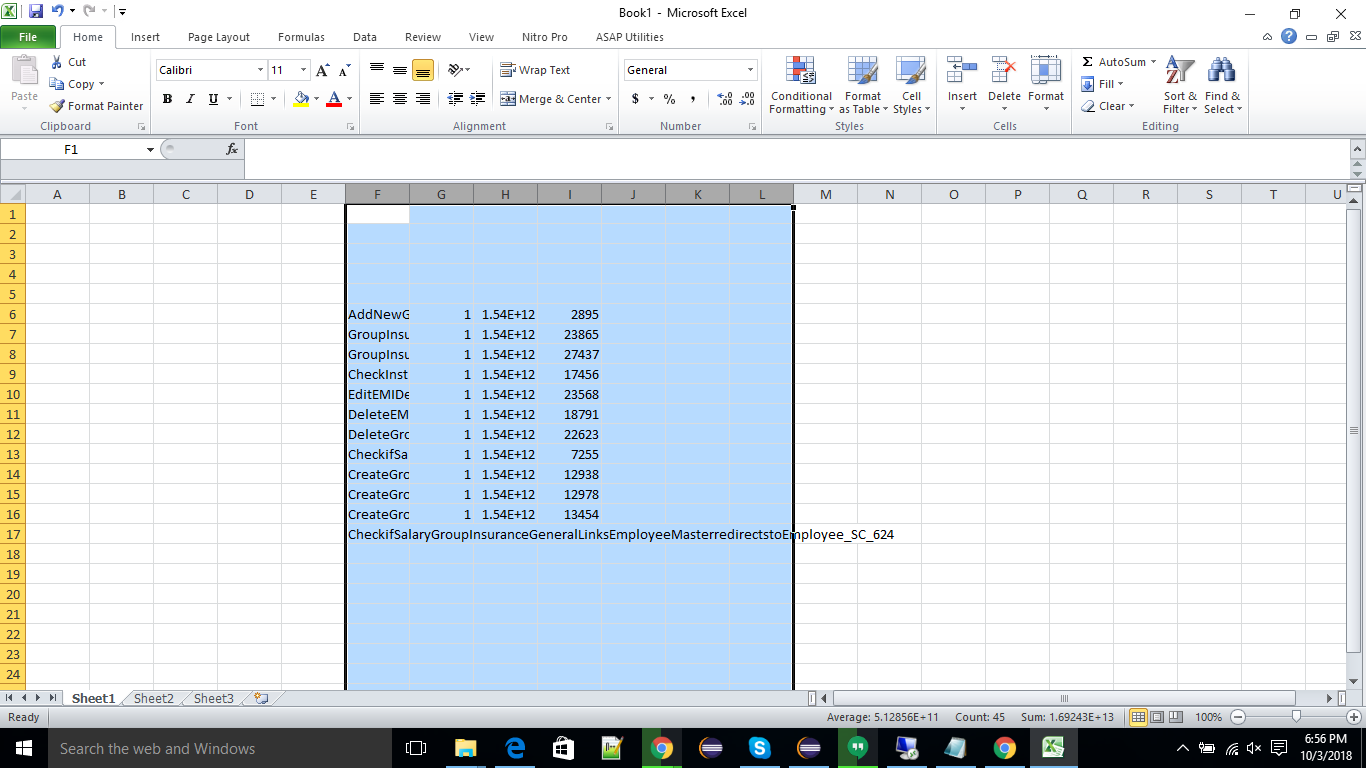 Book1 - Microsoft Excel
File Home Insert Page Layout Formulas Data Review View Nitro Pro ASAP Utilities
Paste Cut Copy Format Painter
Clipboard
Calibri 11
B I U
Font
Wrap Text
Merge & Center
Alignment
General
$ % ,
Number
Conditional Formatting Format as Table Cell Styles
Styles
Insert Delete Format
Cells
Σ AutoSum
Fill
Clear
Sort & Filter Find & Select
Editing
F1 fx
A B C D E F G H I J K L M N O P Q R S T U
1
2
3
4
5
6 AddNewG 1 1.54E+12 2895
7 GroupInsu 1 1.54E+12 23865
8 GroupInsu 1 1.54E+12 27437
9 CheckInst 1 1.54E+12 17456
10 EditEMIDe 1 1.54E+12 23568
11 DeleteEM 1 1.54E+12 18791
12 DeleteGro 1 1.54E+12 22623
13 CheckifSa 1 1.54E+12 7255
14 CreateGro 1 1.54E+12 12938
15 CreateGro 1 1.54E+12 12978
16 CreateGro 1 1.54E+12 13454
17 CheckifSalaryGroupInsuranceGeneralLinksEmployeeMasterredirectstoEmployee_SC_624
18
19
20
21
22
23
24
Sheet1 Sheet2 Sheet3
Ready Average: 5.12856E+11 Count: 45 Sum: 1.69243E+13 100%
Search the web and Windows
6:56 PM
10/3/2018